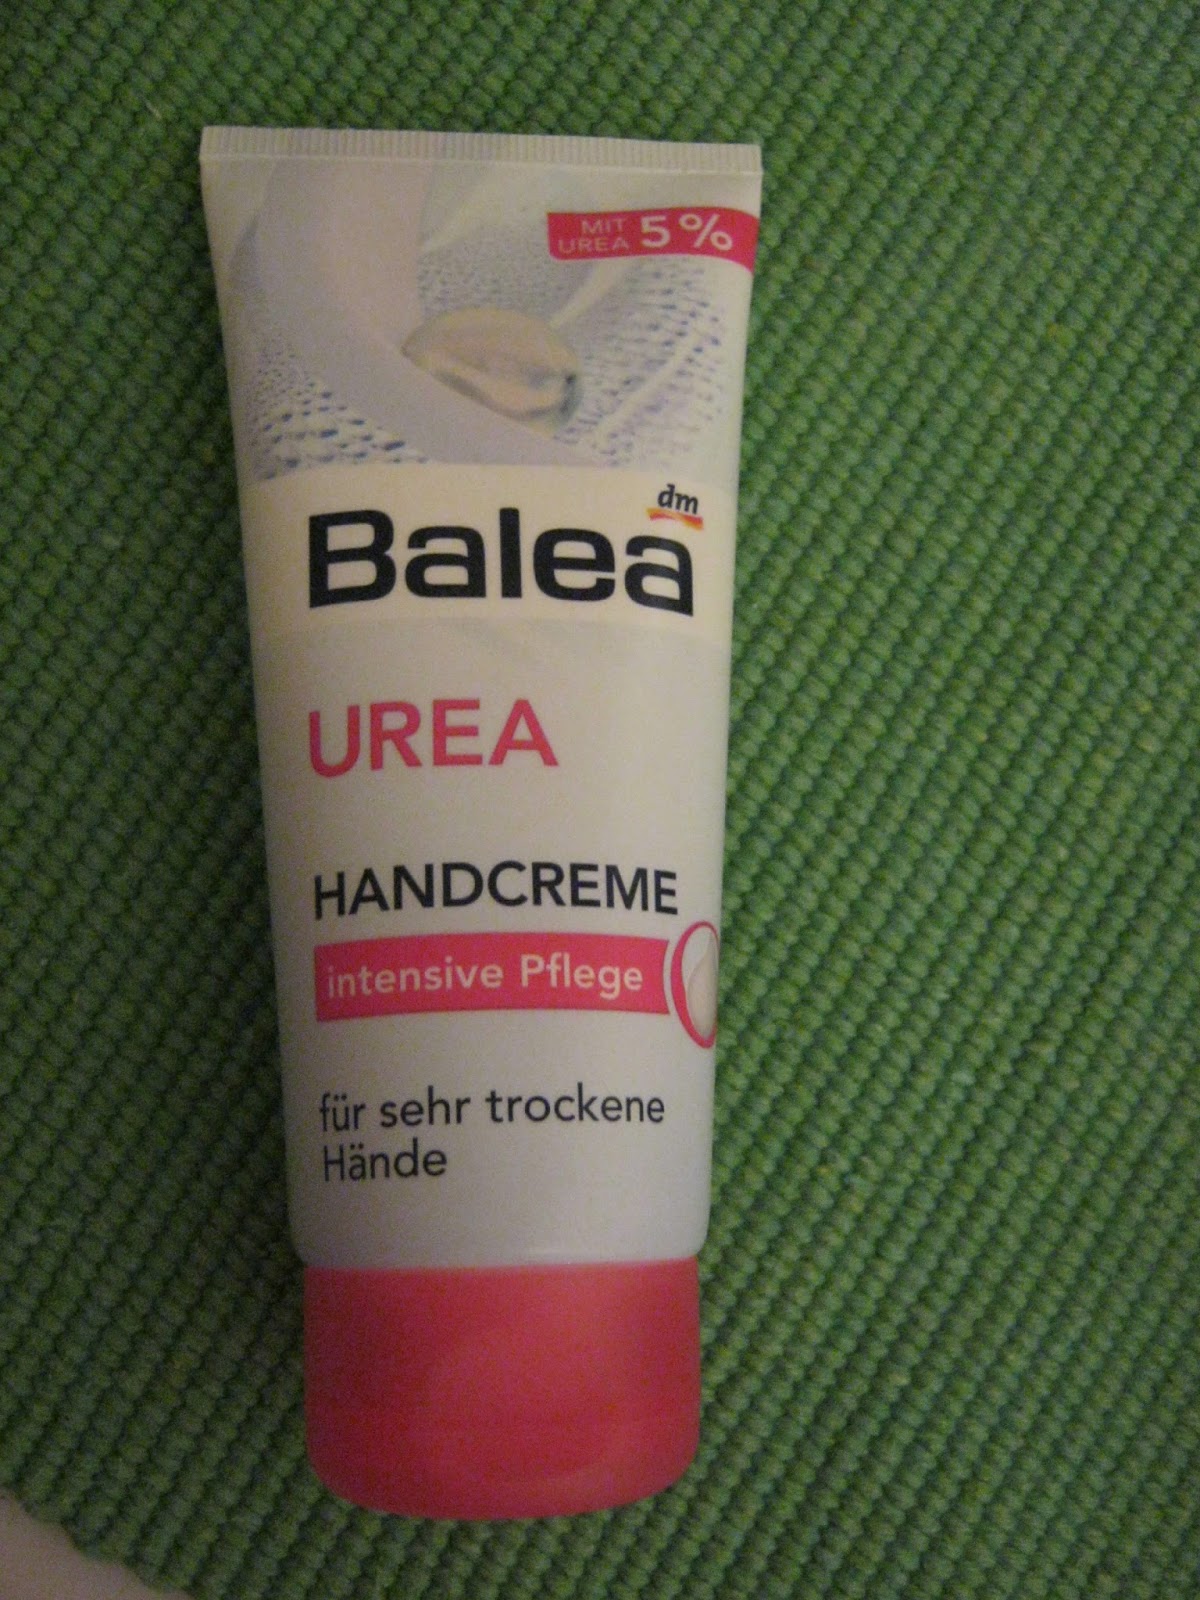 MIT
UREA 5%
dm
Balea
UREA
HANDCREME
intensive Pflege
für sehr trockene
Hände